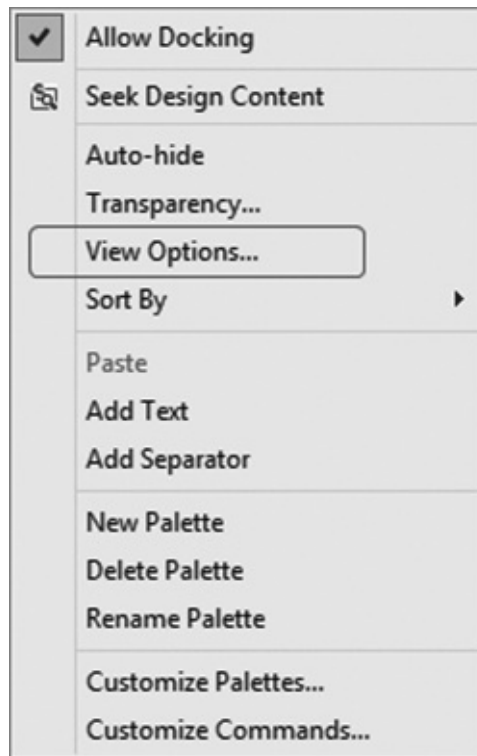 Allow Docking
Seek Design Content
Auto-hide
Transparency...
View Options...
Sort By
Paste
Add Text
Add Separator
New Palette
Delete Palette
Rename Palette
Customize Palettes...
Customize Commands...